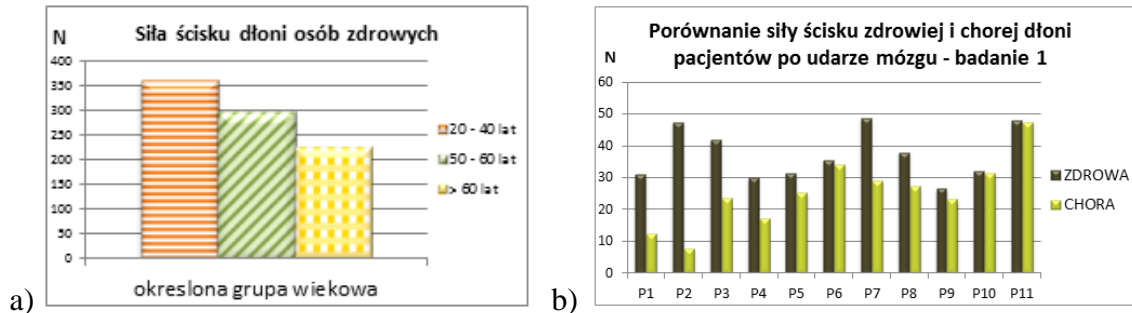 Siła ścisku dłoni osób zdrowych
N
400
350
300
250
200
150
100
50
0
20 - 40 lat
50 - 60 lat
> 60 lat
okreslona grupa wiekowa
a)
Porównanie siły ścisku zdrowiej i chorej dłoni
pacjentów po udarze mózgu - badanie 1
N
60
50
40
30
20
10
0
P1 P2 P3 P4 P5 P6 P7 P8 P9 P10 P11
ZDROWA
CHORA
b)